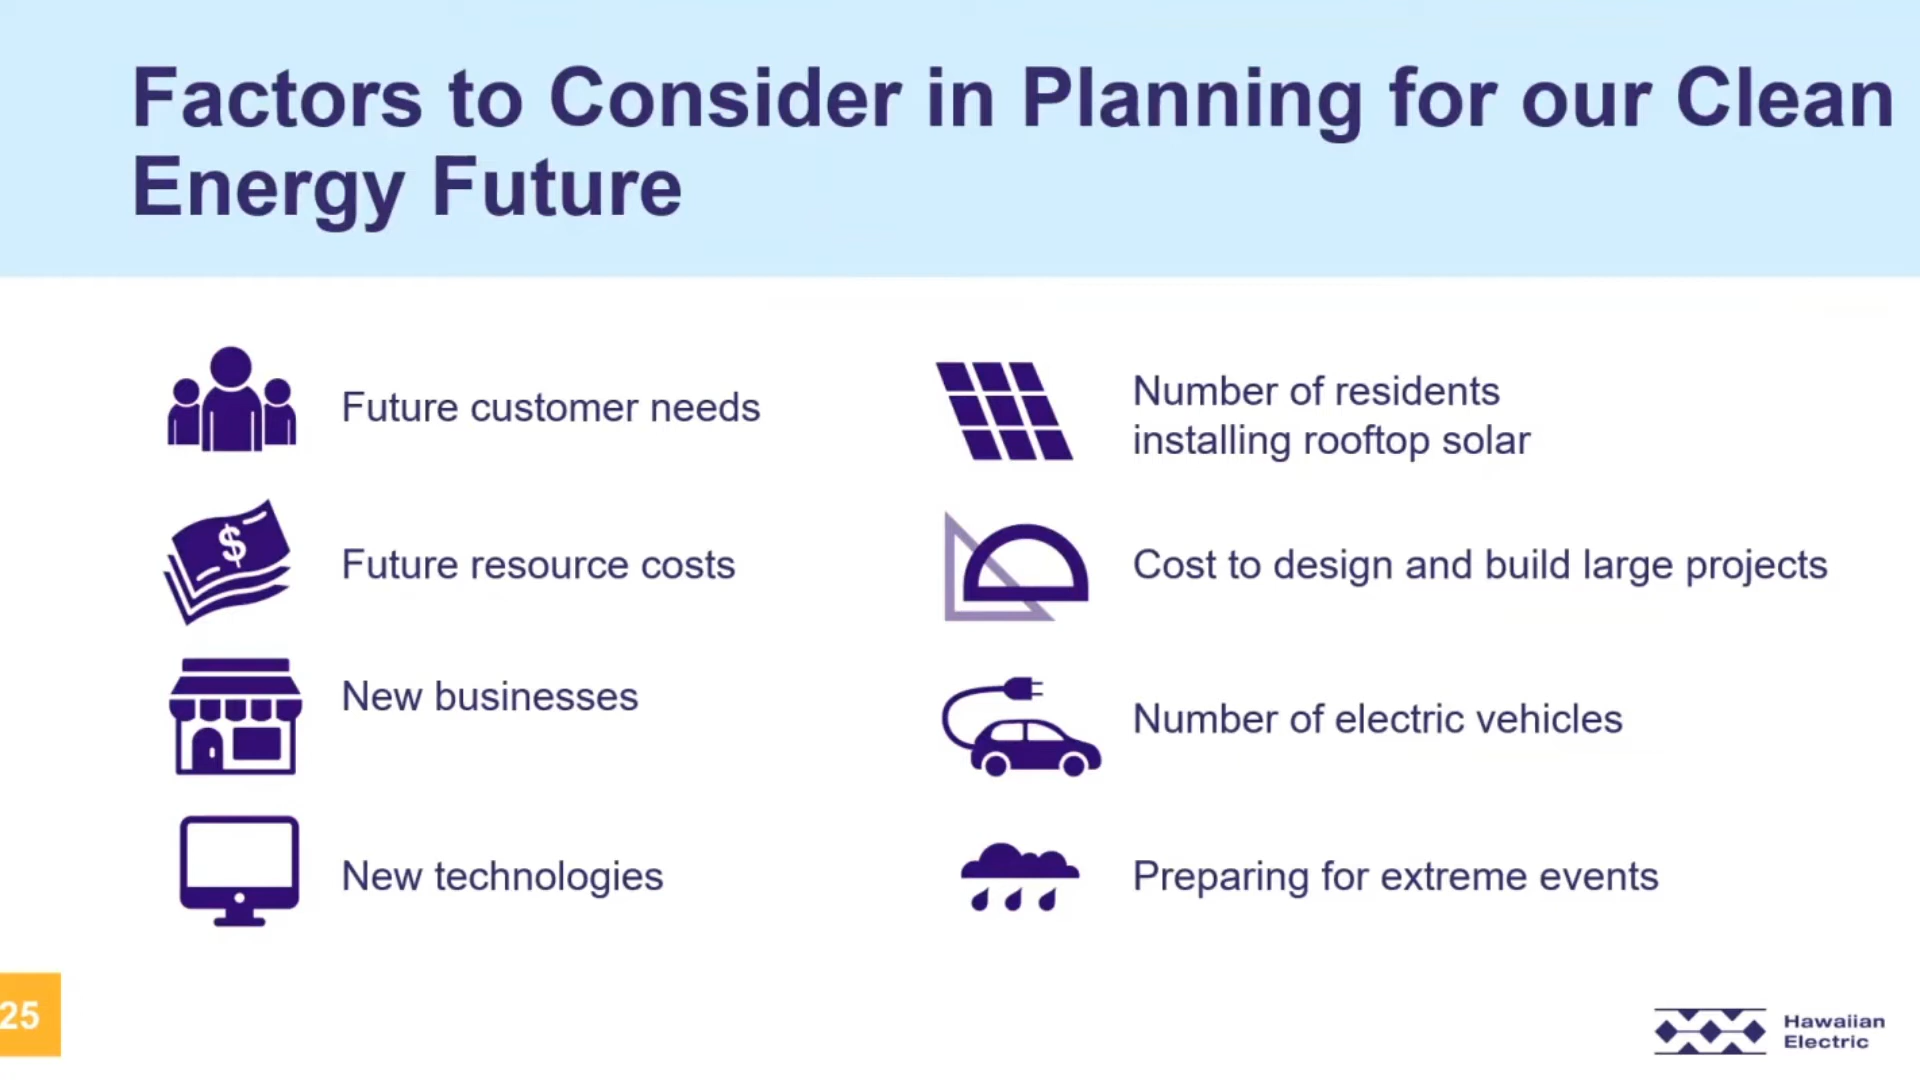 Factors to Consider in Planning for our Clean
Energy Future
Future customer needs
$
Future resource costs
New businesses
New technologies
Number of residents
installing rooftop solar
Cost to design and build large projects
Number of electric vehicles
Preparing for extreme events
25
Hawaiian
Electric